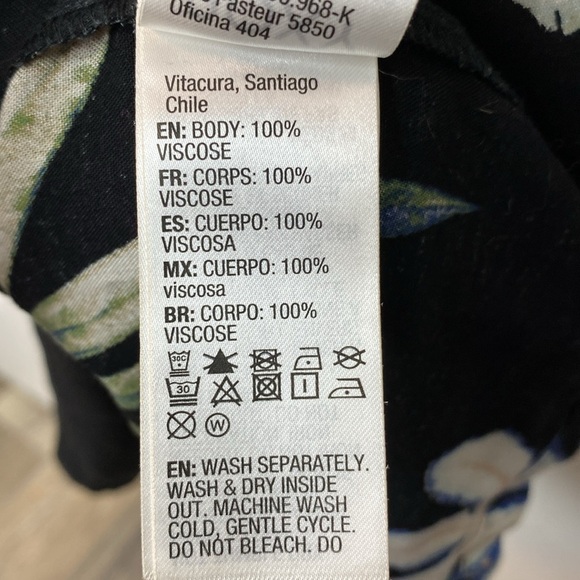 .968-K
Pasteur 5850
Oficina 404
Vitacura, Santiago
Chile
EN: BODY: 100%
VISCOSE
FR: CORPS: 100%
VISCOSE
ES: CUERPO: 100%
VISCOSA
MX: CUERPO: 100%
viscosa
BR: CORPO: 100%
VISCOSE
30C
30
W
EN: WASH SEPARATELY.
WASH & DRY INSIDE
OUT. MACHINE WASH
COLD, GENTLE CYCLE.
DO NOT BLEACH. DO